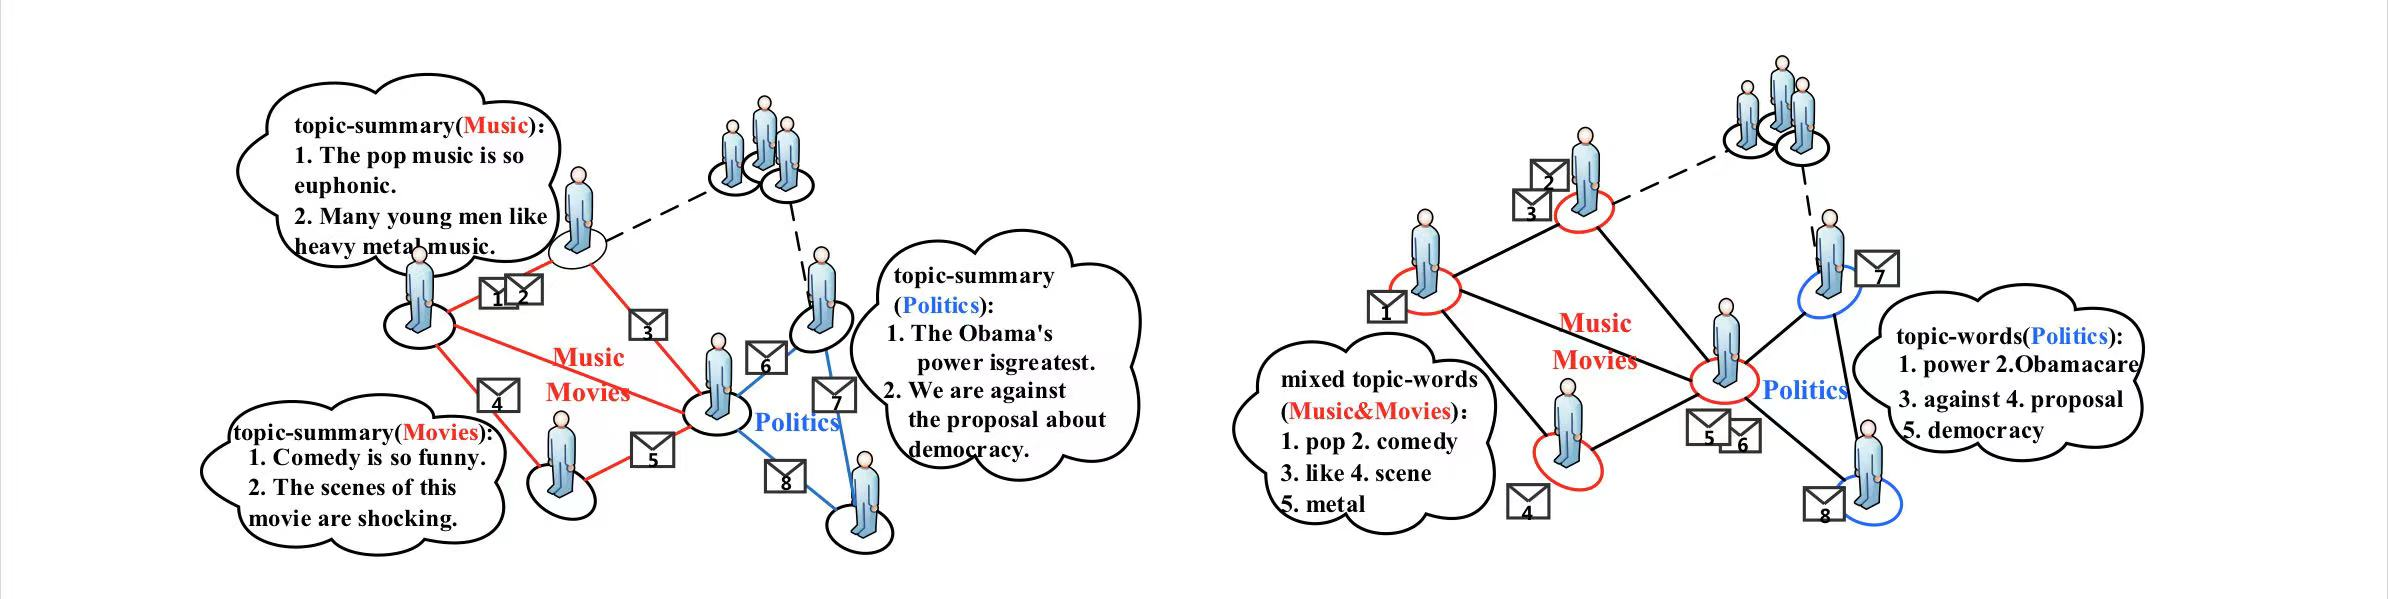 topic-summary(Music):
1. The pop music is so
euphonic.
2. Many young men like
heavy metal music.
1
2
3
Music
Movies
4
5
topic-summary(Movies):
1. Comedy is so funny.
2. The scenes of this
movie are shocking.
6
7
Politics
8
topic-summary
(Politics):
1. The Obama's
power isgreatest.
2. We are against
the proposal about
democracy.
2
3
1
Music
Movies
mixed topic-words
(Music&Movies):
1. pop 2. comedy
3. like 4. scene
5. metal
4
5
6
Politics
7
8
topic-words(Politics):
1. power 2.Obamacare
3. against 4. proposal
5. democracy